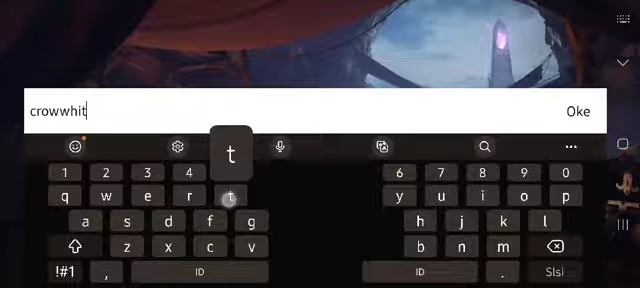 crowwhit Oke
t
1 2 3 4 6 7 8 9 0
q w e r t y u i o p
a s d f g h j k l
z x c v b n m
!#1 , ID ID . Slsi